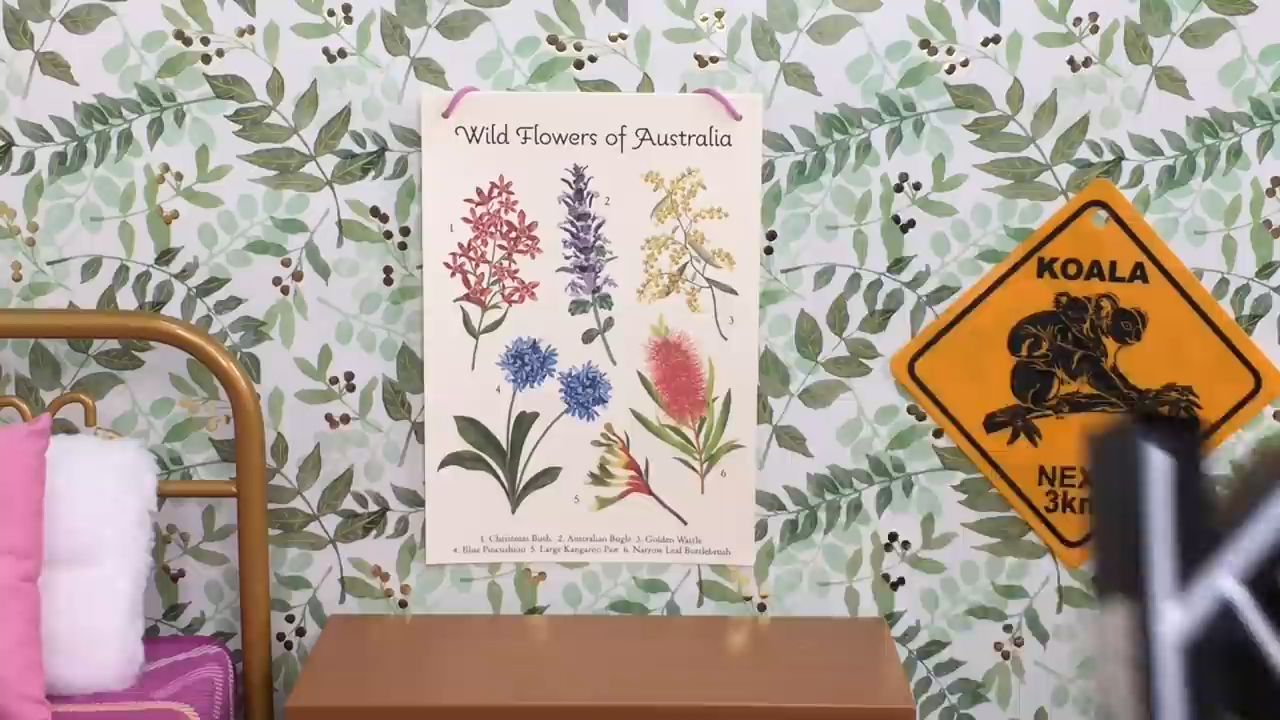 Wild Flowers of Australia
1
2
3
4
5
6
1. Christmas Bush 2. Australian Bugle 3. Golden Wattle
4. Blue Pincushion 5. Large Kangaroo Paw 6. Narrow Leaf Bottlebrush
KOALA
3km
K